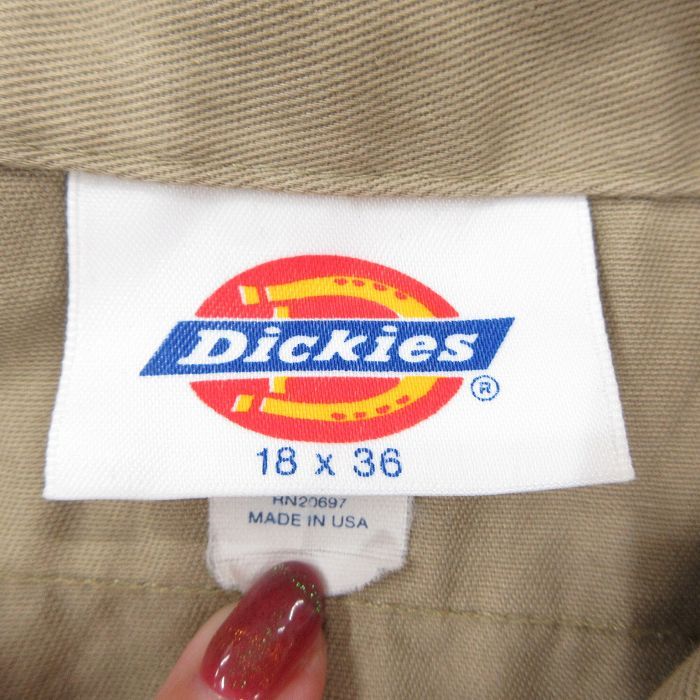 Dickies
®
18 x 36
RN20697
MADE IN USA